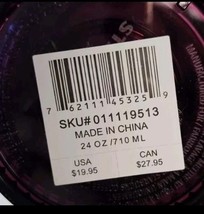 7 62111 45325 9
SKU#011119513
MADE IN CHINA
24 OZ/710 ML
USA CAN
$19.95 $27.95